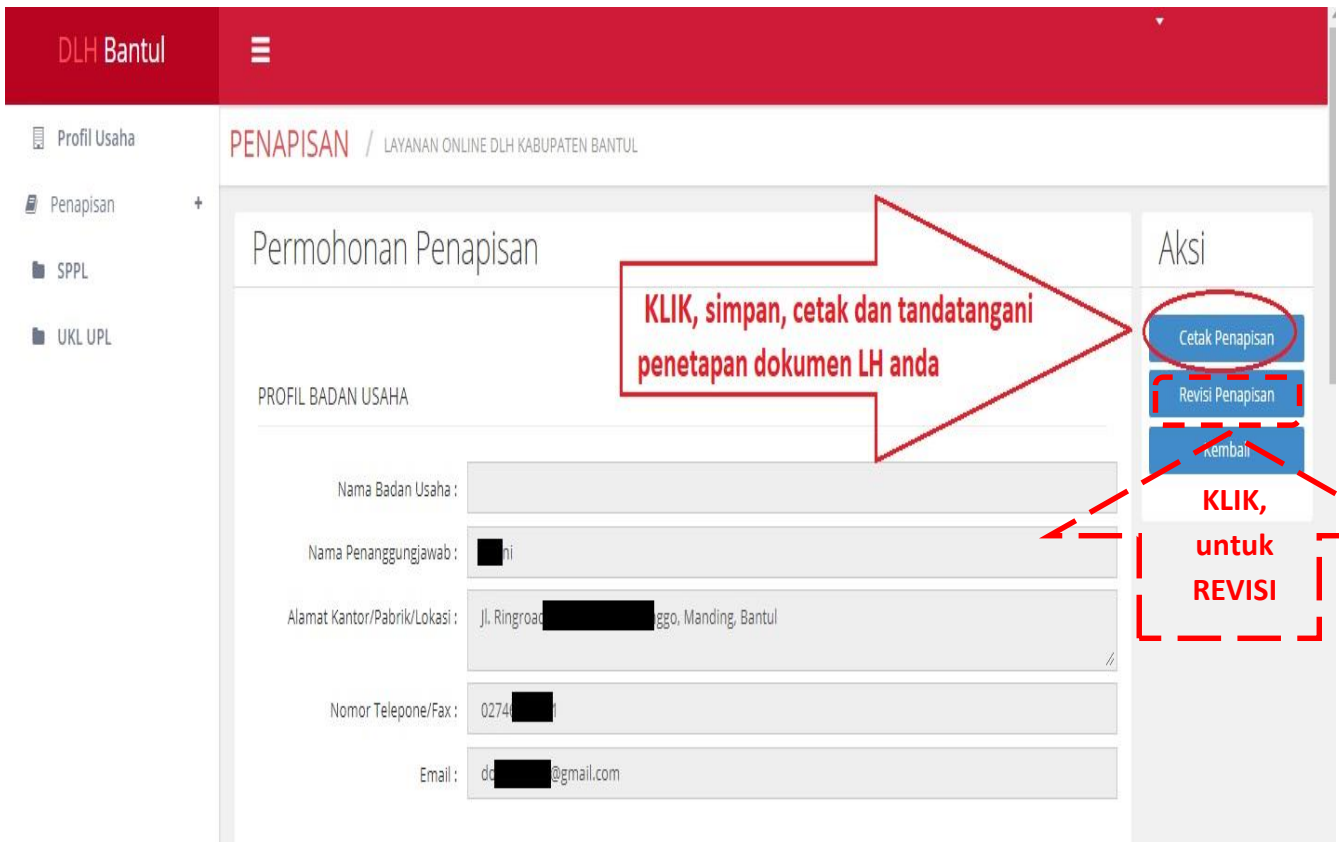 DLH Bantul
Profil Usaha
Penapisan +
SPPL
UKL UPL
PENAPISAN / LAYANAN ONLINE DLH KABUPATEN BANTUL
Permohonan Penapisan
KLIK, simpan, cetak dan tandatangani
penetapan dokumen LH anda
PROFIL BADAN USAHA
Nama Badan Usaha :
Nama Penanggungjawab : ni
Alamat Kantor/Pabrik/Lokasi : Jl. Ringroad ggo, Manding, Bantul
Nomor Telepone/Fax : 0274
Email : do @gmail.com
Aksi
Cetak Penapisan
Revisi Penapisan
Kembali
KLIK,
untuk
REVISI